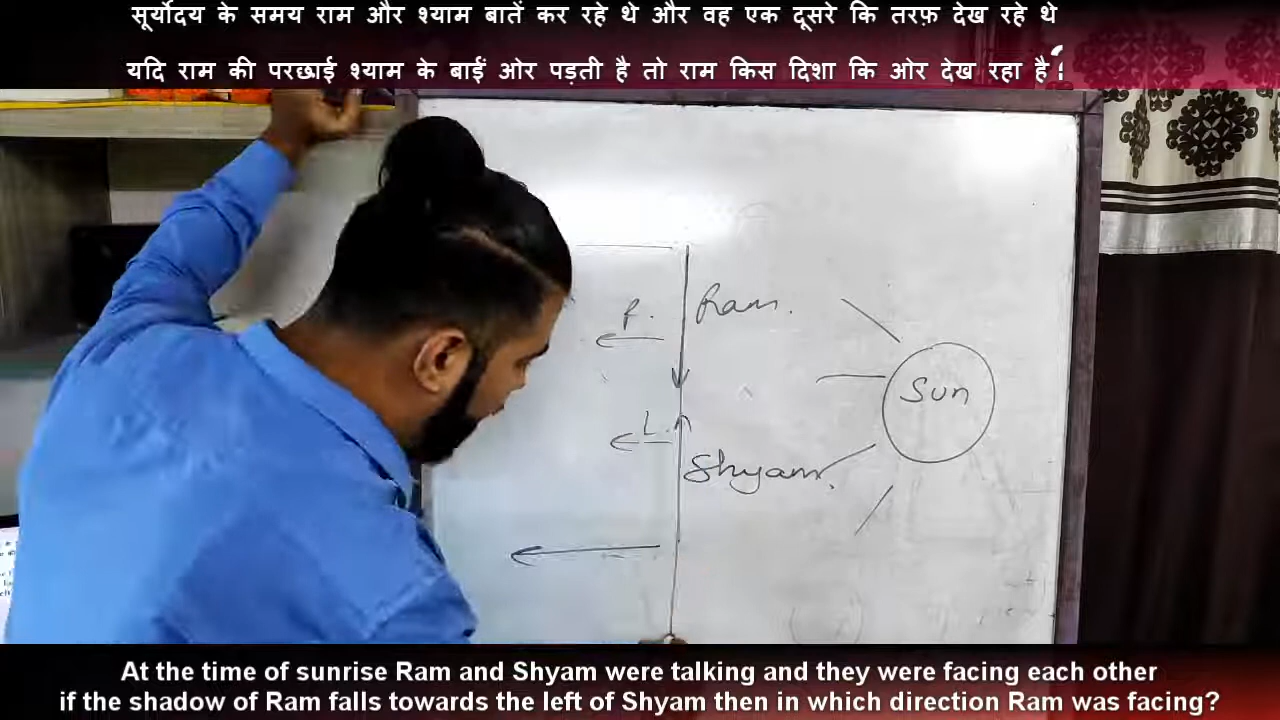 सूर्योदय के समय राम और श्याम बातें कर रहे थे और वह एक दूसरे कि तरफ़ देख रहे थे
यदि राम की परछाई श्याम के बाईं ओर पड़ती है तो राम किस दिशा कि ओर देख रहा है
R.
Ram.
Sun
L.
Shyam.
At the time of sunrise Ram and Shyam were talking and they were facing each other
if the shadow of Ram falls towards the left of Shyam then in which direction Ram was facing?